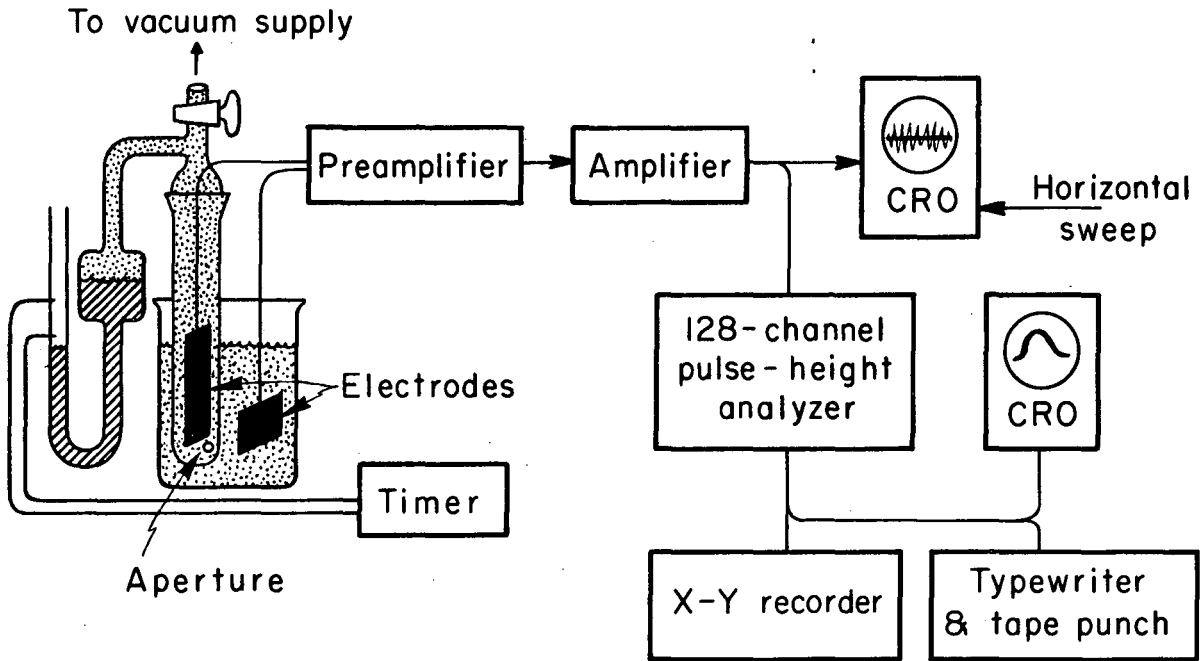 To vacuum supply
Preamplifier
Amplifier
CRO
Horizontal
sweep
128-channel
pulse-height
analyzer
CRO
Electrodes
Timer
Aperture
X-Y recorder
Typewriter
& tape punch